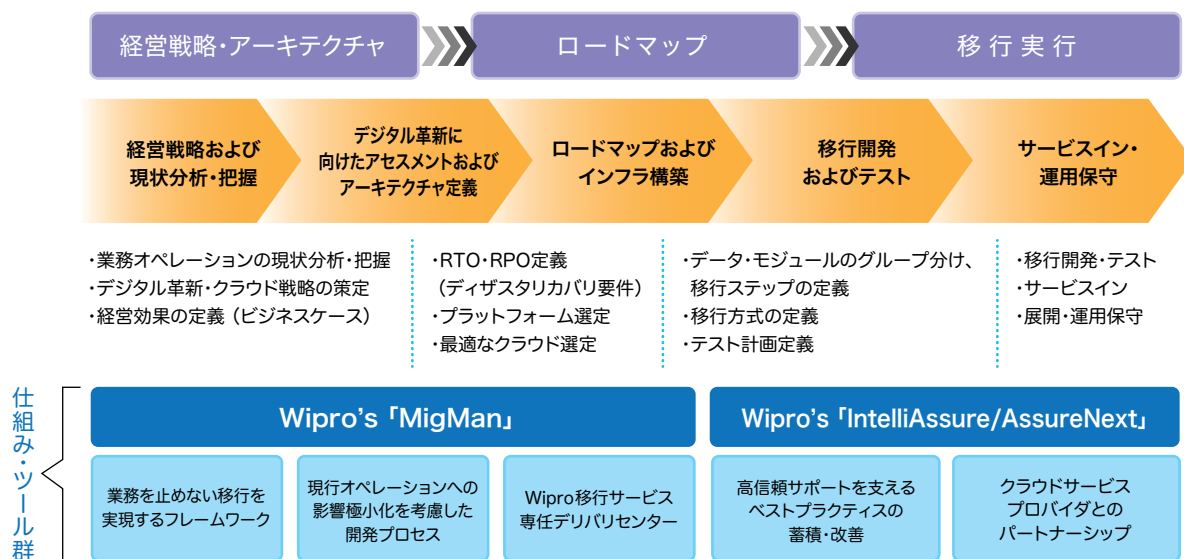 経営戦略・アーキテクチャ
ロードマップ
移行実行
経営戦略および
現状分析・把握
デジタル革新に
向けたアセスメントおよび
アーキテクチャ定義
ロードマップおよび
インフラ構築
移行開発
およびテスト
サービスイン・
運用保守
・業務オペレーションの現状分析・把握
・デジタル革新・クラウド戦略の策定
・経営効果の定義（ビジネスケース）
・RTO・RPO定義
（ディザスタリカバリ要件）
・プラットフォーム選定
・最適なクラウド選定
・データ・モジュールのグループ分け、
移行ステップの定義
・移行方式の定義
・テスト計画定義
・移行開発・テスト
・サービスイン
・展開・運用保守
仕組み・ツール群
Wipro's「MigMan」
Wipro's「IntelliAssure/AssureNext」
業務を止めない移行を
実現するフレームワーク
現行オペレーションへの
影響極小化を考慮した
開発プロセス
Wipro移行サービス
専任デリバリセンター
高信頼サポートを支える
ベストプラクティスの
蓄積・改善
クラウドサービス
プロバイダとの
パートナーシップ